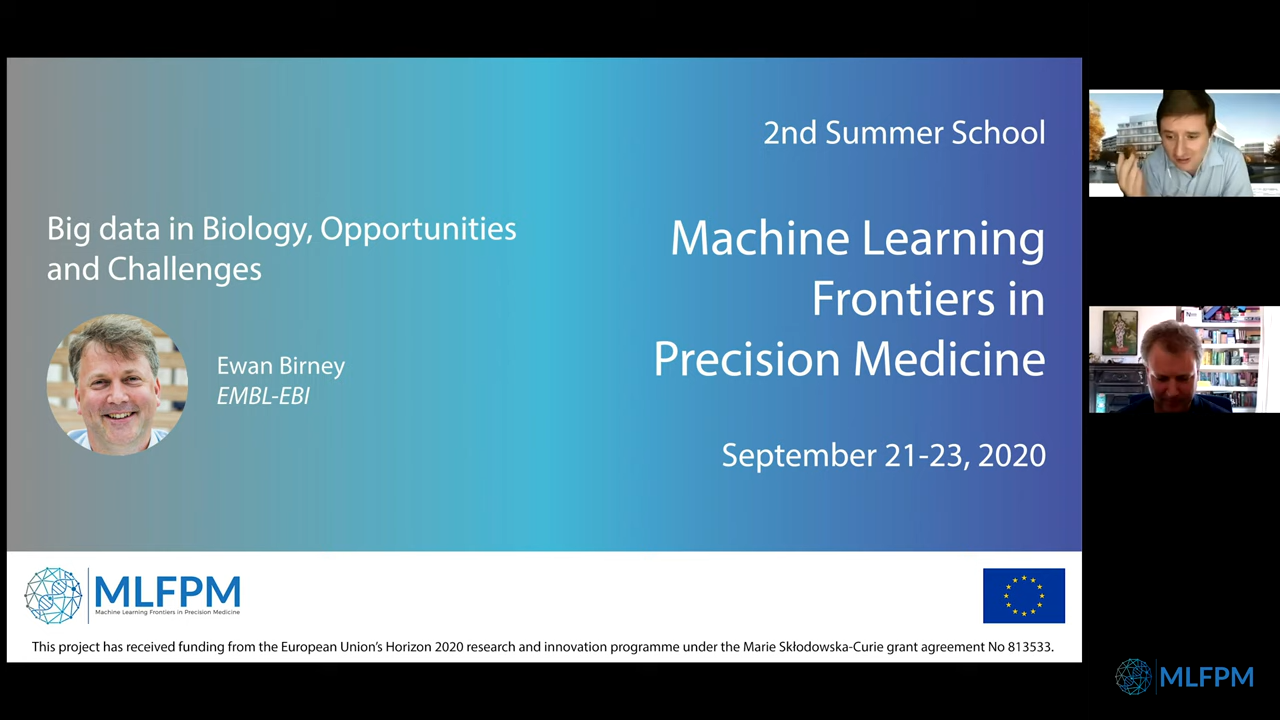 2nd Summer School
Big data in Biology, Opportunities
and Challenges
Machine Learning
Frontiers in
Precision Medicine
Ewan Birney
EMBL-EBI
September 21-23, 2020
MLFPM
Machine Learning Frontiers in Precision Medicine
This project has received funding from the European Union's Horizon 2020 research and innovation programme under the Marie Skłodowska-Curie grant agreement No 813533.
MLFPM